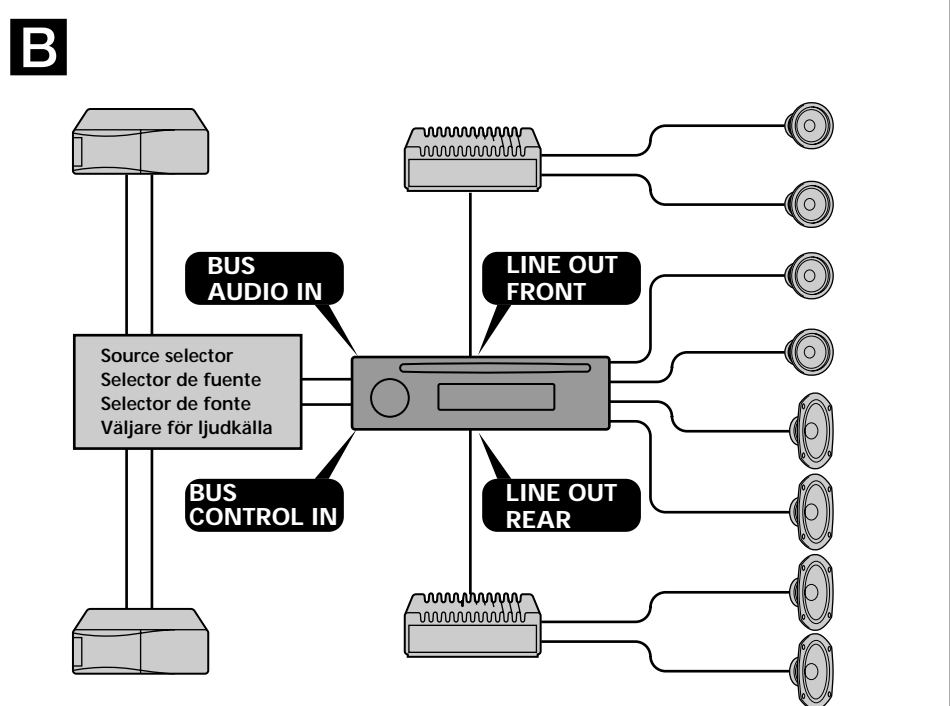 B
BUS
AUDIO IN
LINE OUT
FRONT
Source selector
Selector de fuente
Selector de fonte
Väljare för ljudkälla
BUS
CONTROL IN
LINE OUT
REAR